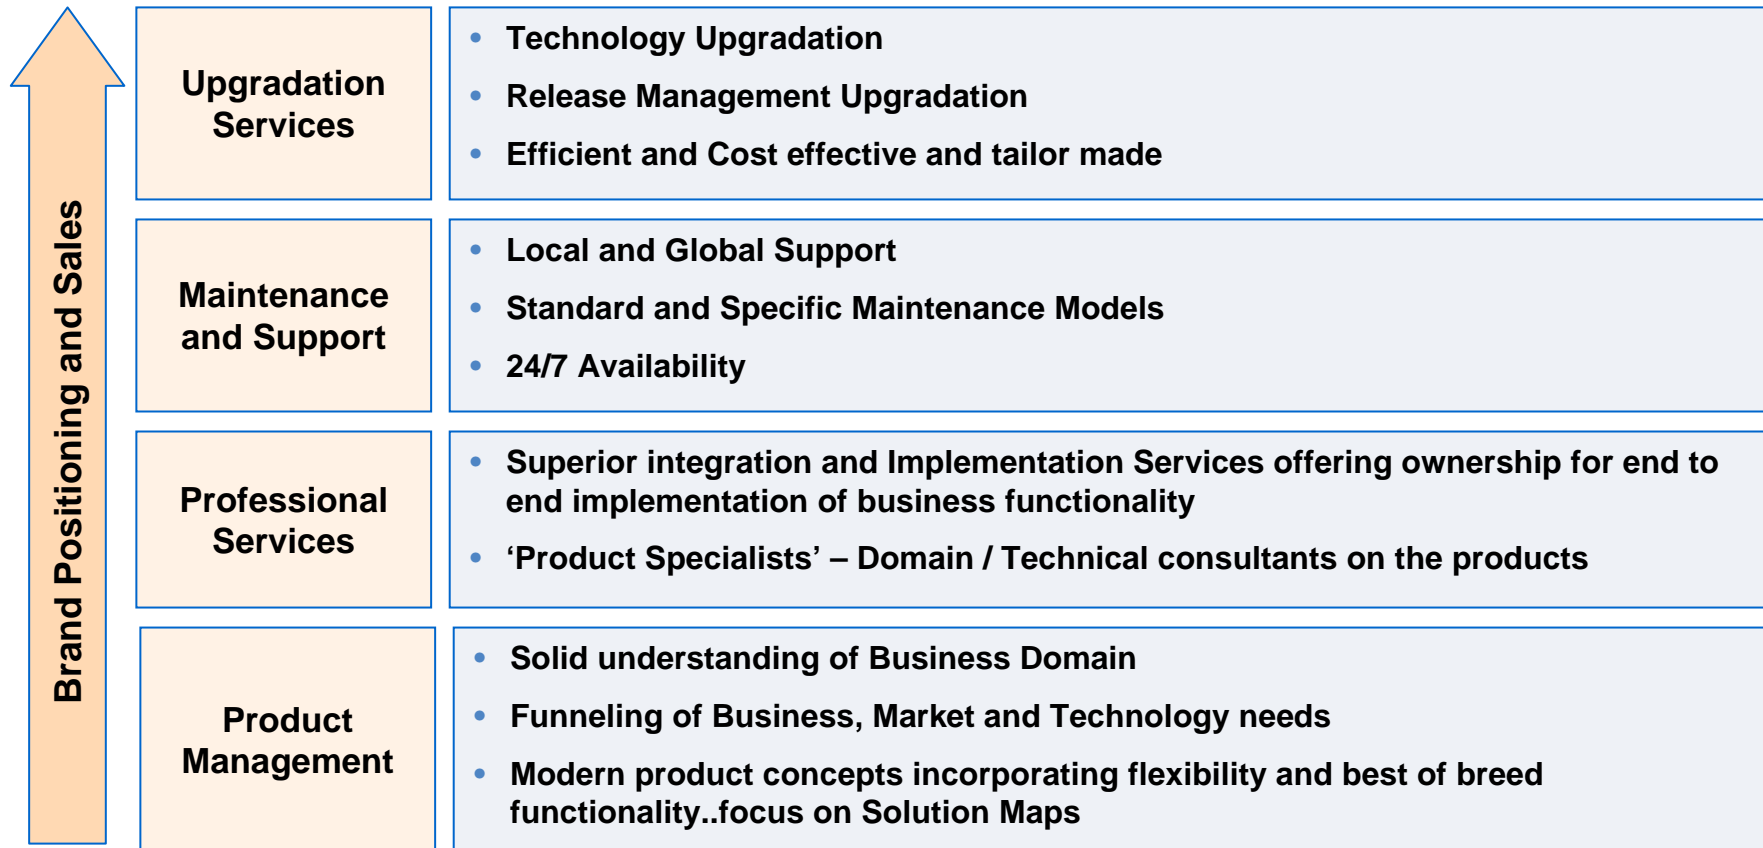 Brand Positioning and Sales
Upgradation
Services
• Technology Upgradation
• Release Management Upgradation
• Efficient and Cost effective and tailor made
Maintenance
and Support
• Local and Global Support
• Standard and Specific Maintenance Models
• 24/7 Availability
Professional
Services
• Superior integration and Implementation Services offering ownership for end to
end implementation of business functionality
• ‘Product Specialists’ – Domain / Technical consultants on the products
Product
Management
• Solid understanding of Business Domain
• Funneling of Business, Market and Technology needs
• Modern product concepts incorporating flexibility and best of breed
functionality..focus on Solution Maps